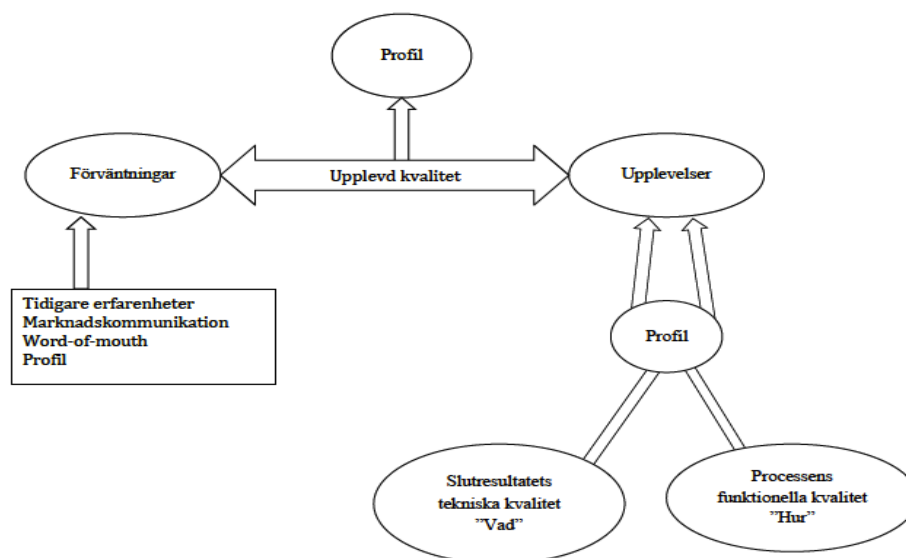 Profil
Förväntningar
Upplevd kvalitet
Upplevelser
Tidigare erfarenheter
Marknadskommunikation
Word-of-mouth
Profil
Profil
Slutresultatets
tekniska kvalitet
”Vad”
Processens
funktionella kvalitet
”Hur”